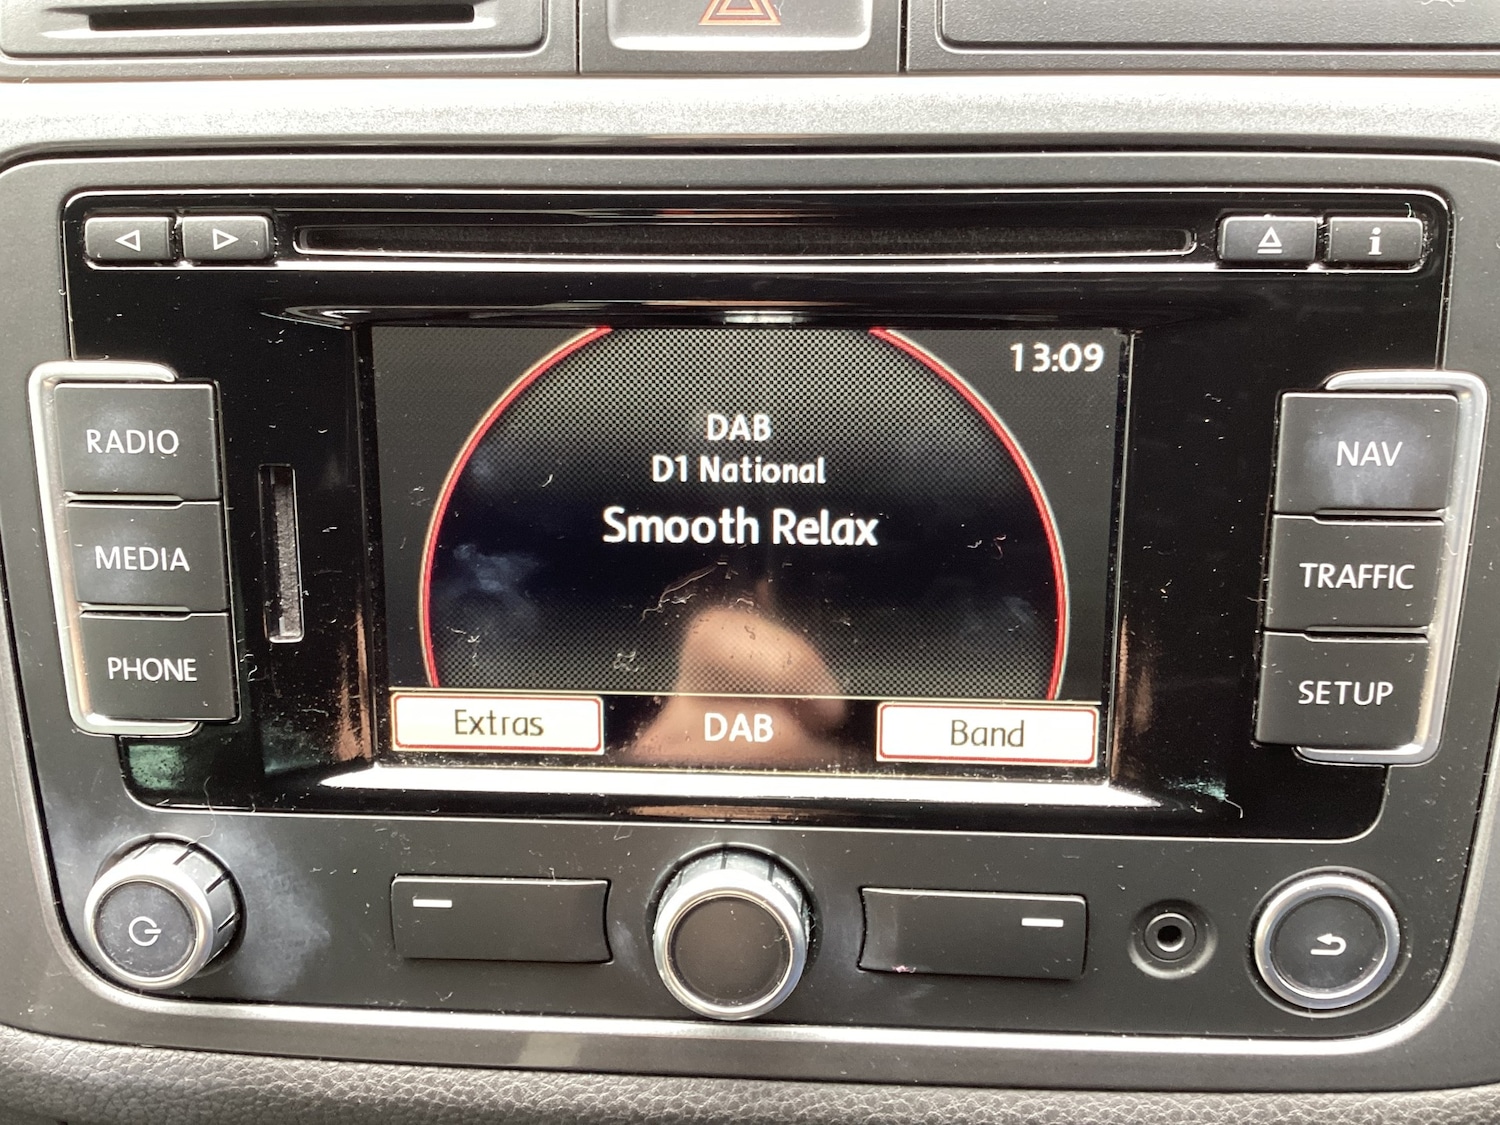 13:09
DAB
D1 National
Smooth Relax
Extras
DAB
Band
RADIO
MEDIA
PHONE
NAV
TRAFFIC
SETUP
i